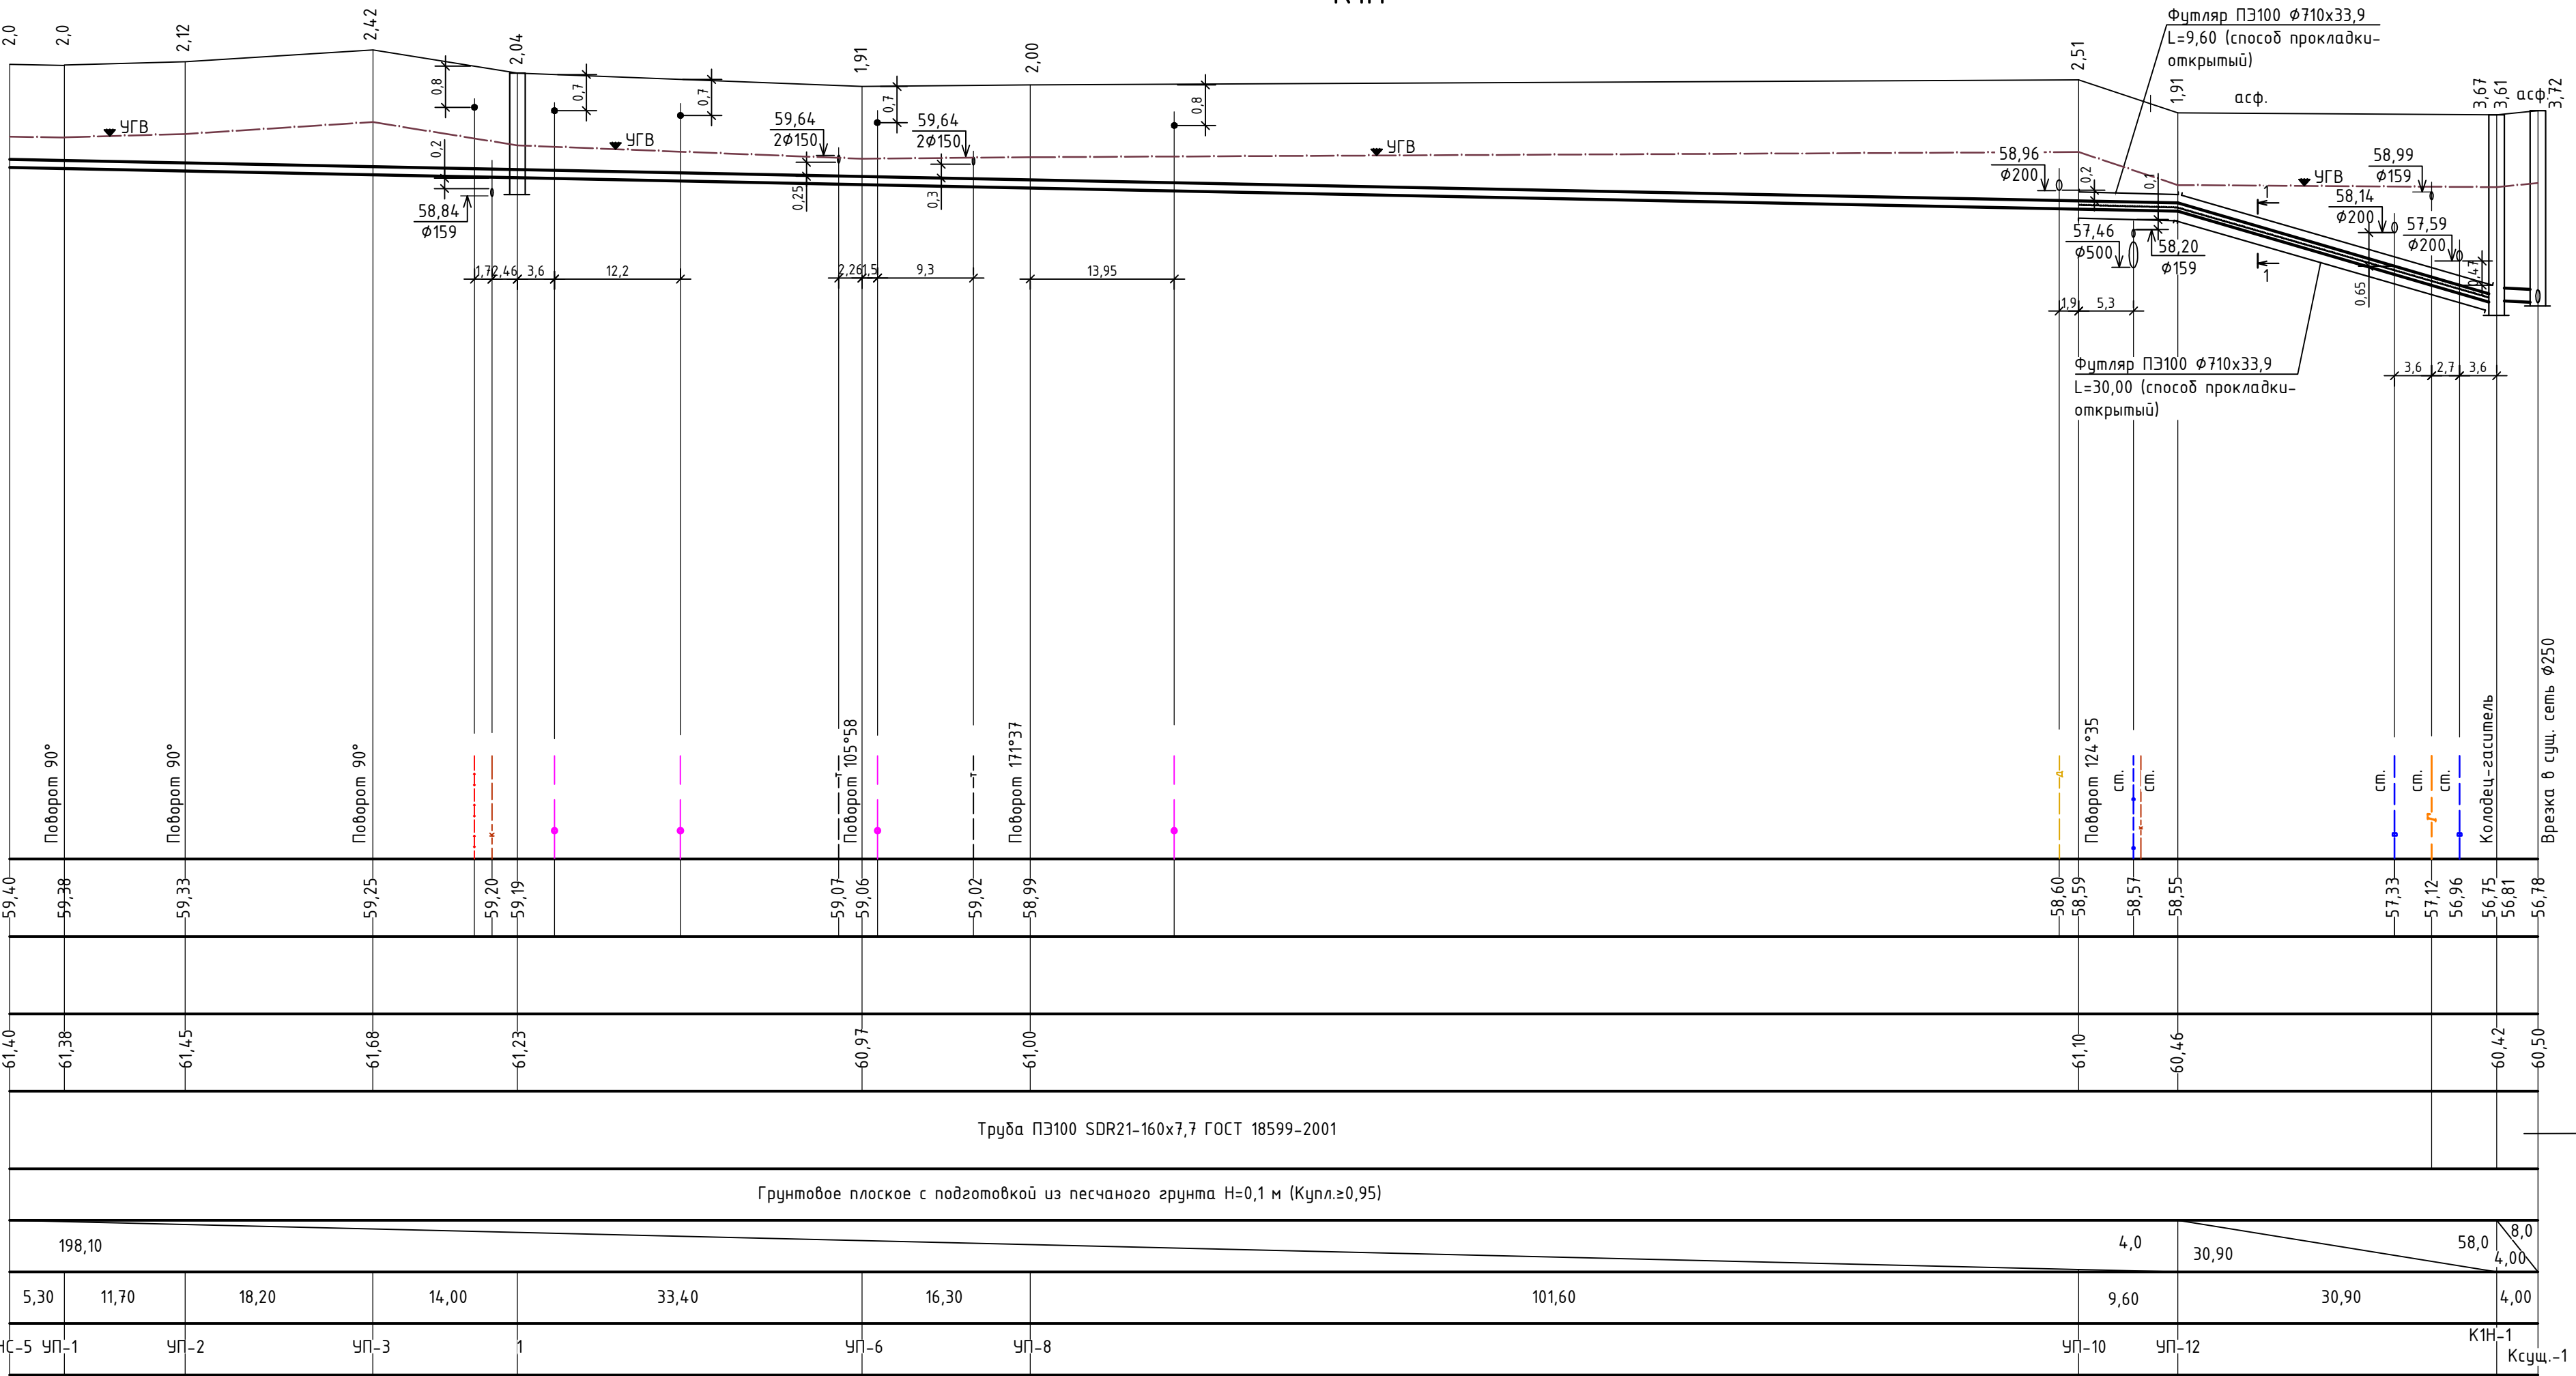 2,0
2,0
2,12
2,42
2,04
1,91
2,00
2,51
1,91
3,67
3,61
3,72
Футляр ПЭ100 Ф710х33,9
L=9,60 (способ прокладки-
открытый)
асф.
асф.
0,8
0,7
0,7
0,7
0,8
УГВ
УГВ
УГВ
УГВ
0,2
58,84
Ф159
59,64
2Ф150
0,25
59,64
2Ф150
0,3
58,96
Ф200
0,2
0,1
57,46
Ф500
58,20
Ф159
1
1
58,99
Ф159
58,14
Ф200
57,59
Ф200
0,65
0,47
1,7
2,46
3,6
12,2
2,26
1,5
9,3
13,95
1,9
5,3
3,6
2,7
3,6
Футляр ПЭ100 Ф710х33,9
L=30,00 (способ прокладки-
открытый)
Поворот 90°
Поворот 90°
Поворот 90°
Поворот 105°58
Поворот 171°37
Поворот 124°35
ст.
ст.
ст.
ст.
ст.
Колодец-гаситель
Врезка в сущ. сеть Ф250
59,40
59,38
59,33
59,25
59,20
59,19
59,07
59,06
59,02
58,99
58,60
58,59
58,57
58,55
57,33
57,12
56,96
56,75
56,81
56,78
61,40
61,38
61,45
61,68
61,23
60,97
61,00
61,10
60,46
60,42
60,50
Труба ПЭ100 SDR21-160х7,7 ГОСТ 18599-2001
Грунтовое плоское с подготовкой из песчаного грунта Н=0,1 м (Купл.≥0,95)
198,10
4,0
30,90
58,0
8,0
4,00
5,30
11,70
18,20
14,00
33,40
16,30
101,60
9,60
30,90
4,00
НС-5
УП-1
УП-2
УП-3
1
УП-6
УП-8
УП-10
УП-12
К1Н-1
Ксущ.-1